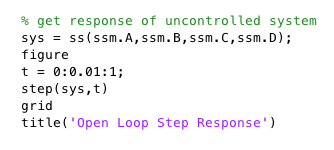 % get response of uncontrolled system
sys = ss(ssm.A,ssm.B,ssm.C,ssm.D);
figure
t = 0:0.01:1;
step(sys,t)
grid
title('Open Loop Step Response')